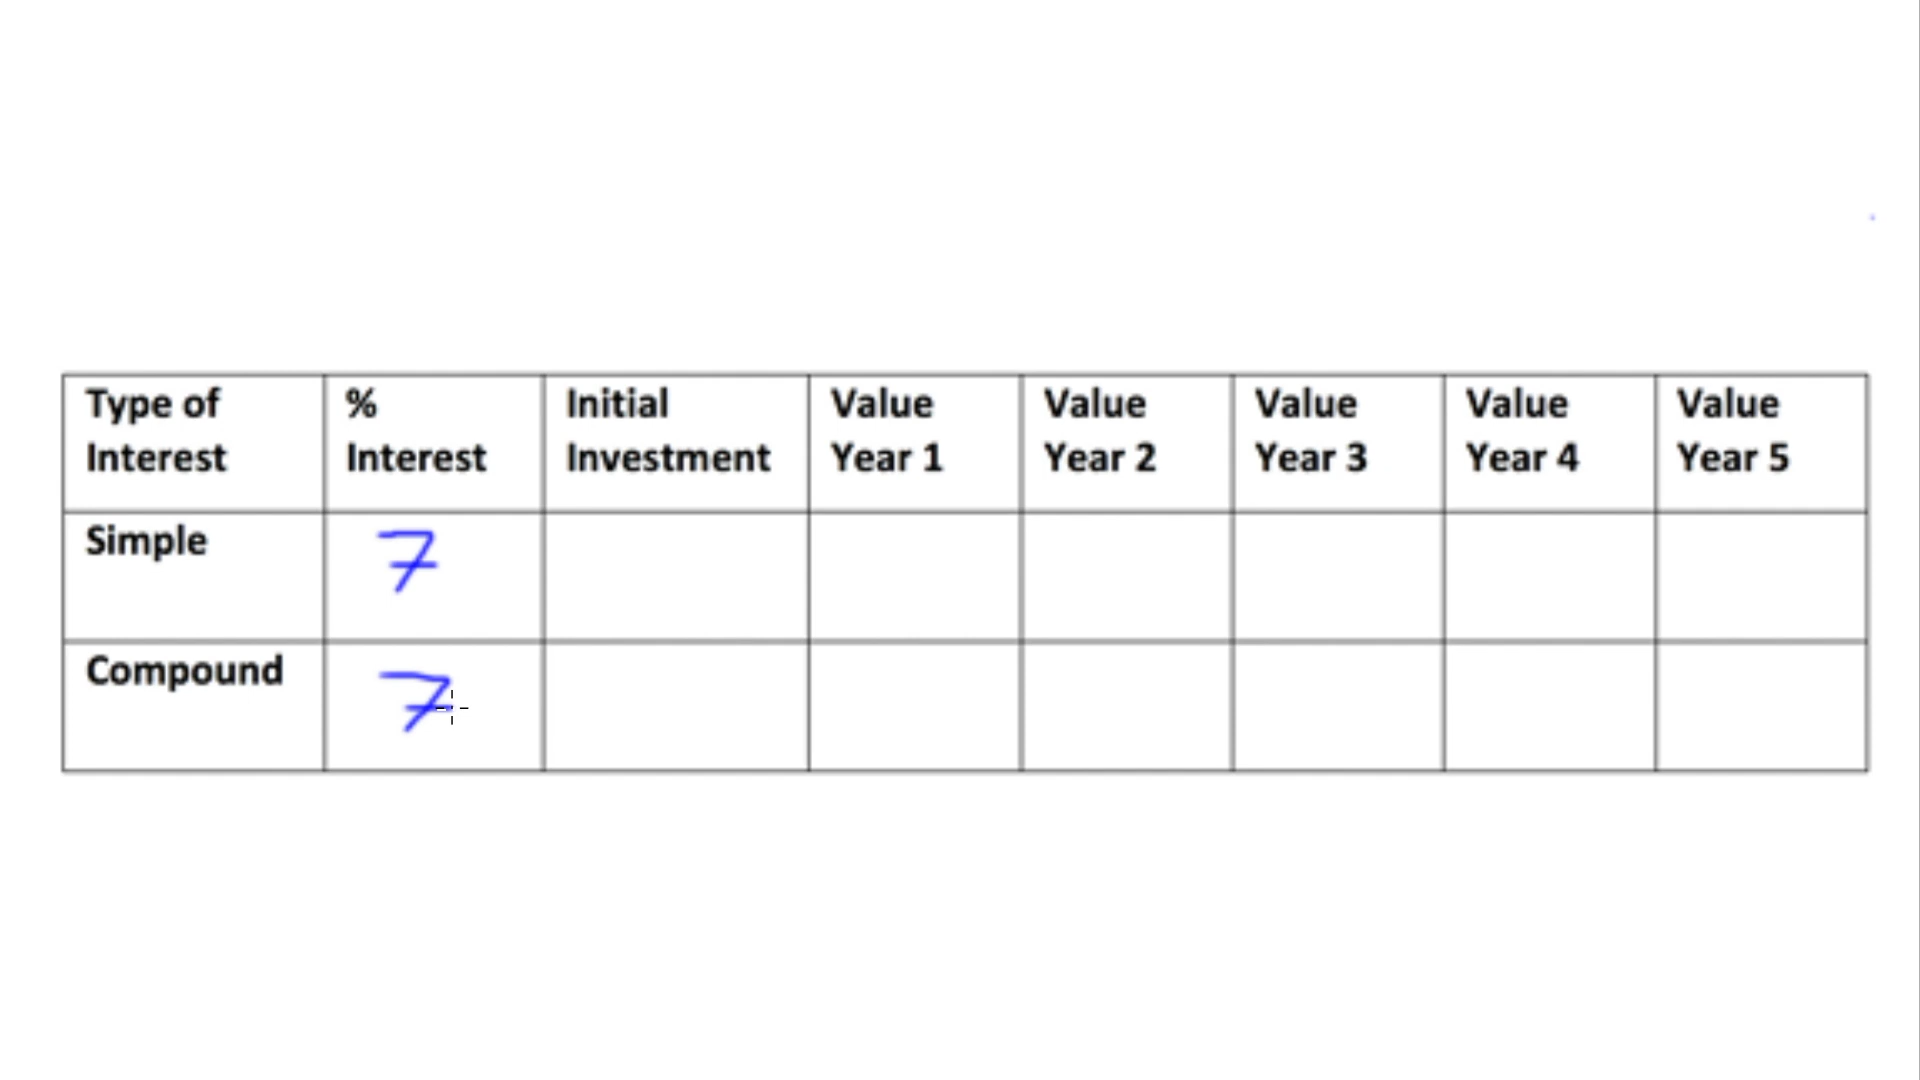 Type of Interest % Interest Initial Investment Value Year 1 Value Year 2 Value Year 3 Value Year 4 Value Year 5
Simple 7
Compound 7